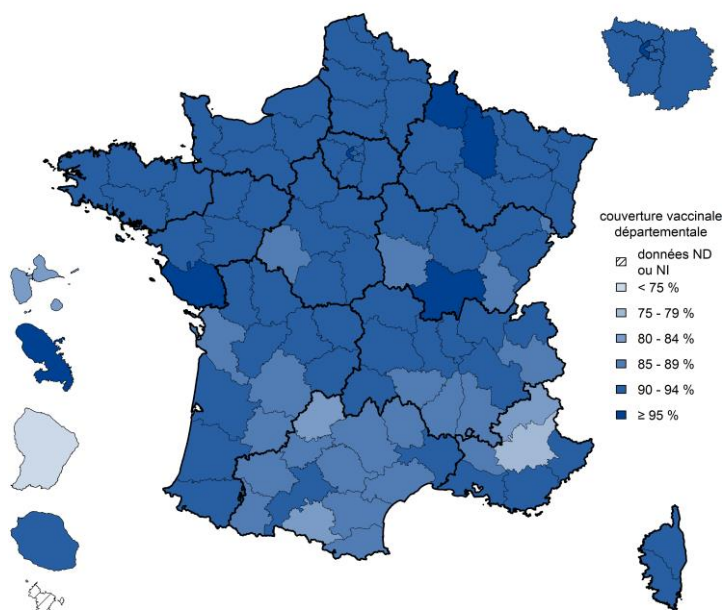 couverture vaccinale
départementale
données ND
ou NI
< 75 %
75 - 79 %
80 - 84 %
85 - 89 %
90 - 94 %
≥ 95 %